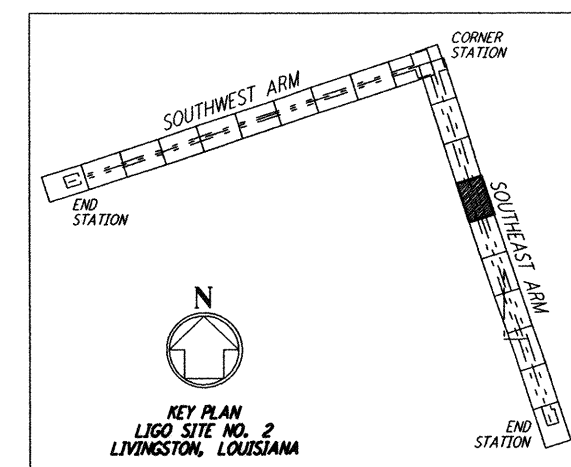 CORNER
STATION
SOUTHWEST ARM
END
STATION
SOUTHEAST ARM
N
KEY PLAN
LIGO SITE NO. 2
LIVINGSTON, LOUISIANA
END
STATION